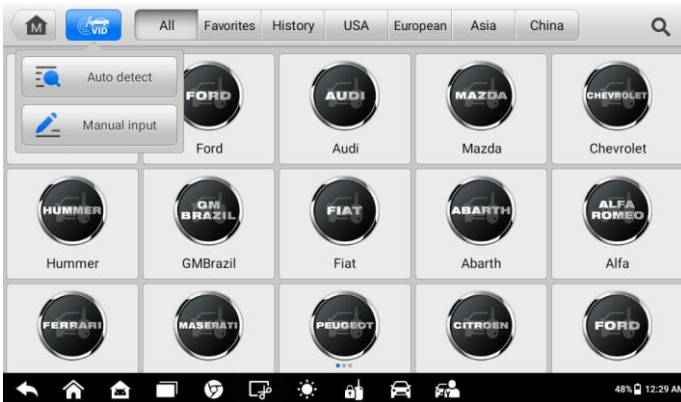 M
VID
All
Favorites
History
USA
European
Asia
China
Auto detect
Manual input
FORD
AUDI
MAZDA
CHEVROLET
Ford
Audi
Mazda
Chevrolet
HUMMER
GM
BRAZIL
FIAT
ABARTH
ALFA
ROMEO
Hummer
GMBrazil
Fiat
Abarth
Alfa
FERRARI
MASERATI
PEUGEOT
CITROEN
FORD
48% 12:29 AM